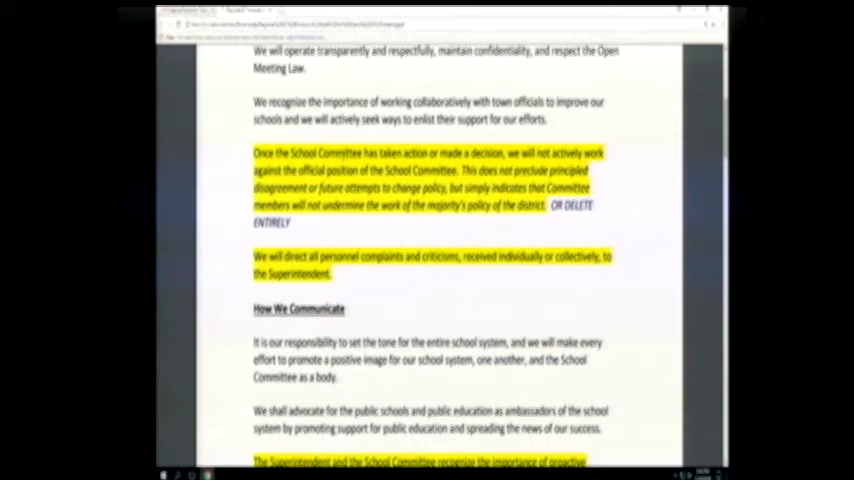 We will operate transparently and respectfully, maintain confidentiality, and respect the Open
Meeting Law.
We recognize the importance of working collaboratively with town officials to improve our
schools and we will actively seek ways to enlist their support for our efforts.
Once the School Committee has taken action or made a decision, we will not actively work
against the official position of the School Committee. This does not preclude principled
disagreement or future attempts to change policy, but simply indicates that Committee
members will not undermine the work of the majority's policy of the district. OR DELETE
ENTIRELY
We will direct all personnel complaints and criticisms, received individually or collectively, to
the Superintendent.
How We Communicate
It is our responsibility to set the tone for the entire school system, and we will make every
effort to promote a positive image for our school system, one another, and the School
Committee as a body.
We shall advocate for the public schools and public education as ambassadors of the school
system by promoting support for public education and spreading the news of our success.
The Superintendent and the School Committee recognize the importance of proactive